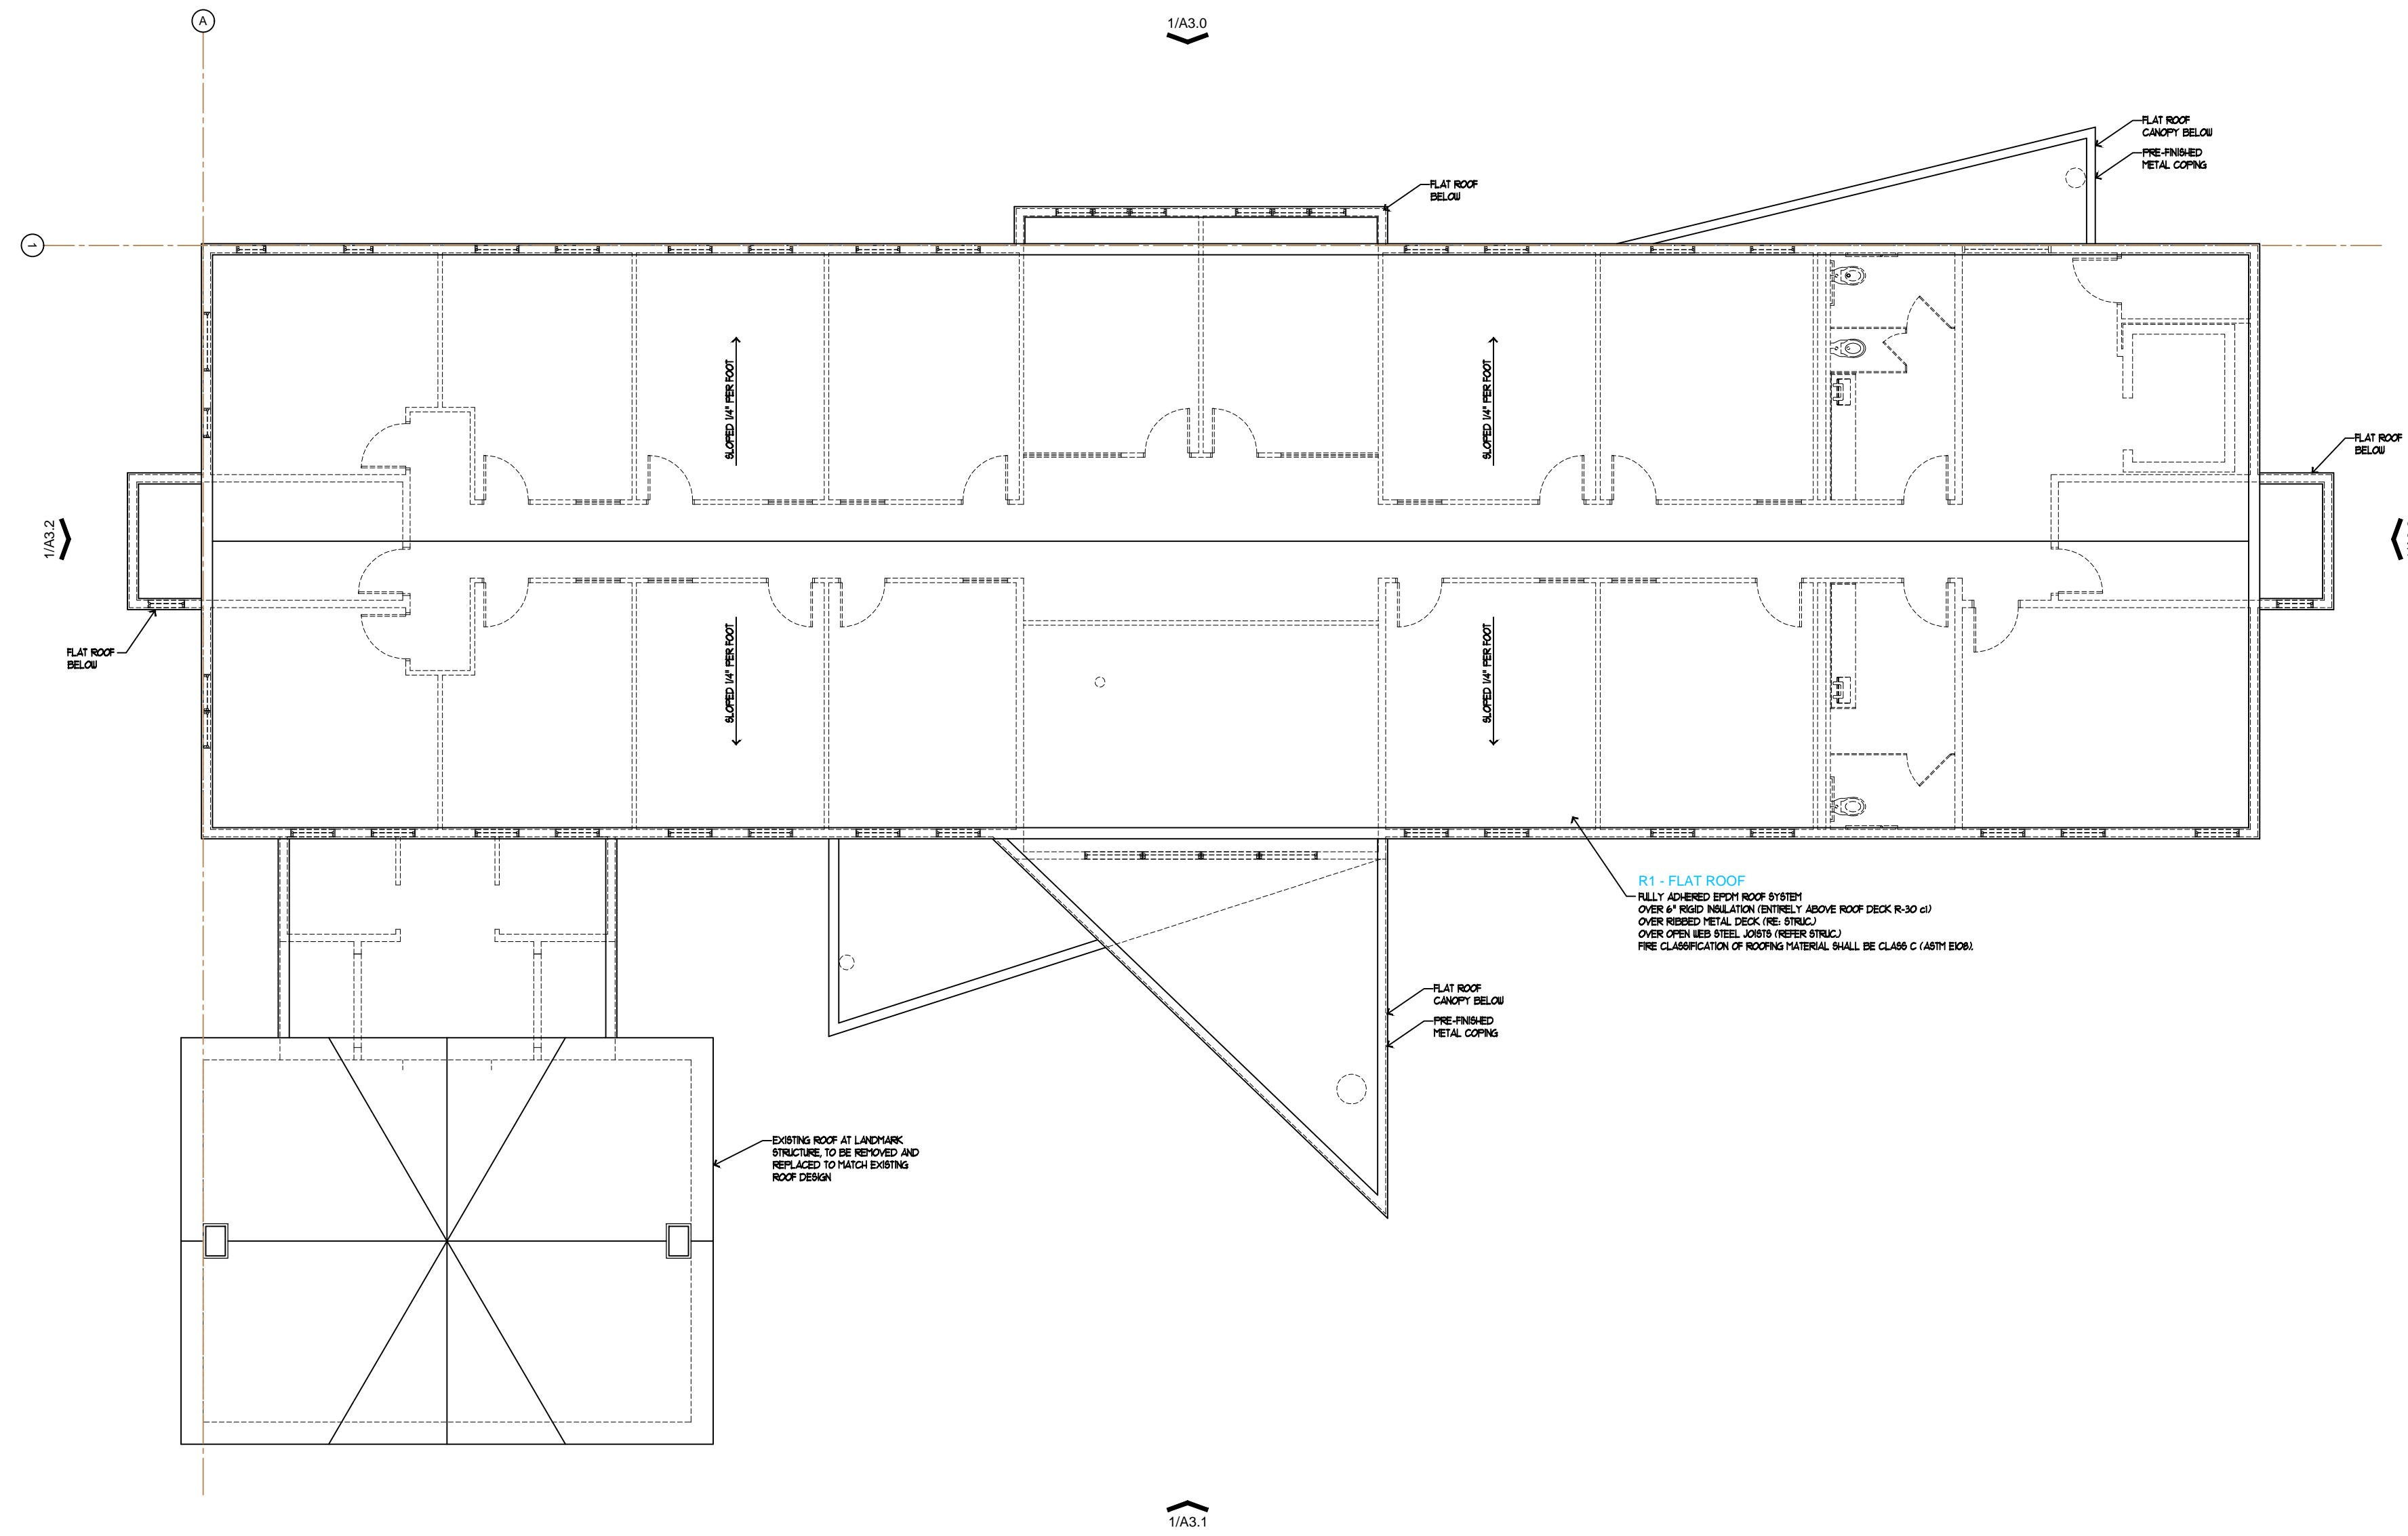 A
1/A3.0
FLAT ROOF
CANOPY BELOW
PRE-FINISHED
METAL COPING
FLAT ROOF
BELOW
1
SLOPED 1/4" PER FOOT
SLOPED 1/4" PER FOOT
FLAT ROOF
BELOW
1/A3.2
FLAT ROOF
BELOW
SLOPED 1/4" PER FOOT
SLOPED 1/4" PER FOOT
R1 - FLAT ROOF
FULLY ADHERED EPDM ROOF SYSTEM
OVER 6" RIGID INSULATION (ENTIRELY ABOVE ROOF DECK R-30 ci)
OVER RIBBED METAL DECK (RE: STRUC.)
OVER OPEN WEB STEEL JOISTS (REFER STRUC.)
FIRE CLASSIFICATION OF ROOFING MATERIAL SHALL BE CLASS C (ASTM E108).
FLAT ROOF
CANOPY BELOW
PRE-FINISHED
METAL COPING
EXISTING ROOF AT LANDMARK
STRUCTURE, TO BE REMOVED AND
REPLACED TO MATCH EXISTING
ROOF DESIGN
1/A3.1